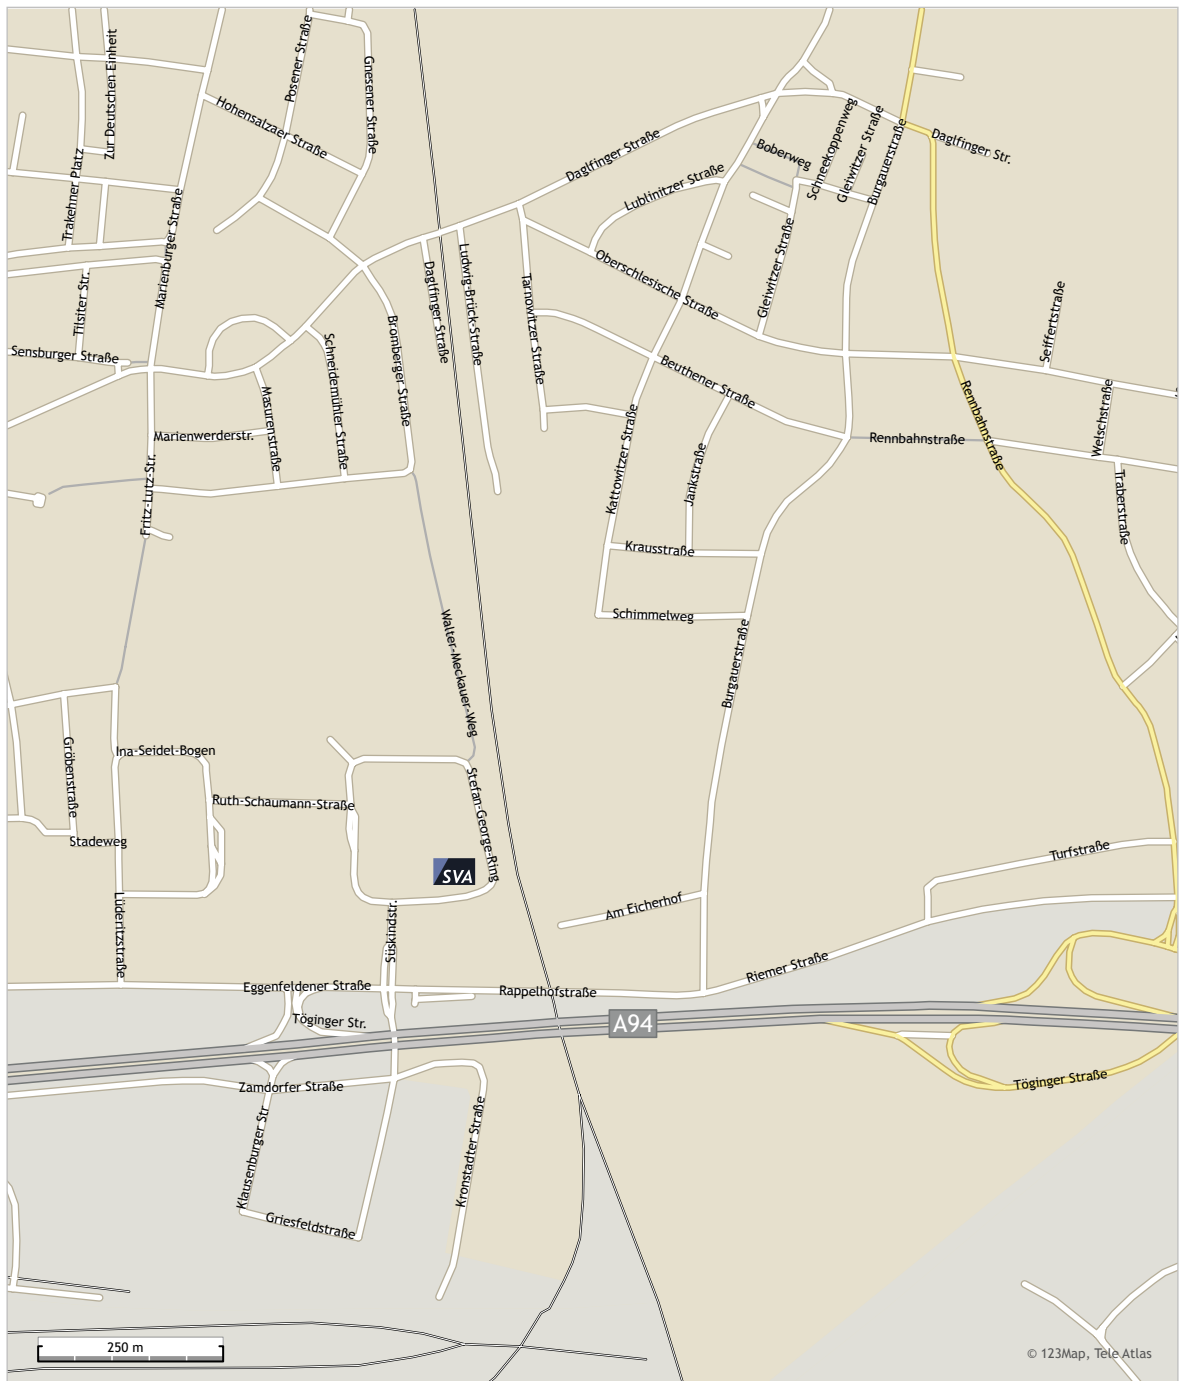 Zur Deutschen Einheit
Posener Straße
Gnesener Straße
Hohensalzaer Straße
Trakehner Platz
Marienburger Straße
Tilsiter Str.
Sensburger Straße
Daglfinger Straße
Lublinitzer Straße
Boberweg
Schneekoppenweg
Gleiwitzer Straße
Burgauerstraße
Daglfinger Str.
Gleiwitzer Straße
Oberschlesische Straße
Daglfinger Straße
Ludwig-Brück-Straße
Tarnowitzer Straße
Bromberger Straße
Schneidemühler Straße
Masurenstraße
Marienwerderstr.
Fritz-Lutz-Str.
Beuthener Straße
Kattowitzer Straße
Jankstraße
Krausstraße
Schimmelweg
Rennbahnstraße
Rennbahnstraße
Seiffertstraße
Welschstraße
Traberstraße
Burgauerstraße
Walter-Meckauer-Weg
Stefan-George-Ring
Ina-Seidel-Bogen
Ruth-Schaumann-Straße
Gröbenstraße
Stadeweg
Lüderitzstraße
SVA
Süskindstr.
Am Eicherhof
Turfstraße
Riemer Straße
Eggenfeldener Straße
Rappelhofstraße
Töginger Str.
A94
Zamdorfer Straße
Töginger Straße
Klausenburger Str
Kronstadter Straße
Griesfeldstraße
250 m
© 123Map, Tele Atlas